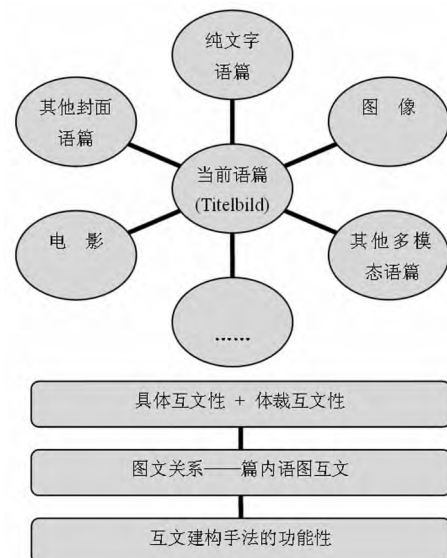 纯文字
语篇
其他封面
语篇
图 像
当前语篇
(Titelbild)
电 影
其他多模
态语篇
……
具体互文性 + 体裁互文性
图文关系——篇内语图互文
互文建构手法的功能性